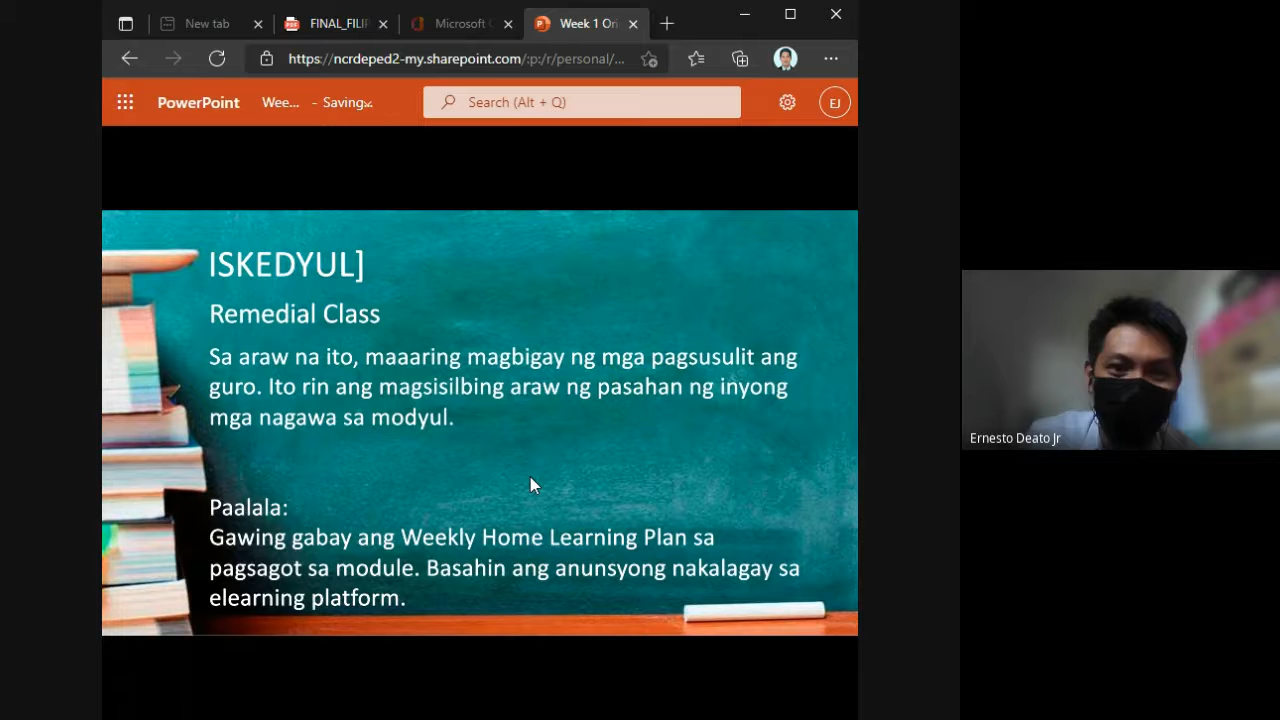 New tab
FINAL_FILIP
Microsoft O
Week 1 Ori
https://ncrdeped2-my.sharepoint.com/:p:/r/personal/...
PowerPoint
Wee... - Saving
Search (Alt + Q)
EJ
ISKEDYUL]
Remedial Class
Sa araw na ito, maaaring magbigay ng mga pagsusulit ang
guro. Ito rin ang magsisilbing araw ng pasahan ng inyong
mga nagawa sa modyul.
Paalala:
Gawing gabay ang Weekly Home Learning Plan sa
pagsagot sa module. Basahin ang anunsyong nakalagay sa
elearning platform.
Ernesto Deato Jr